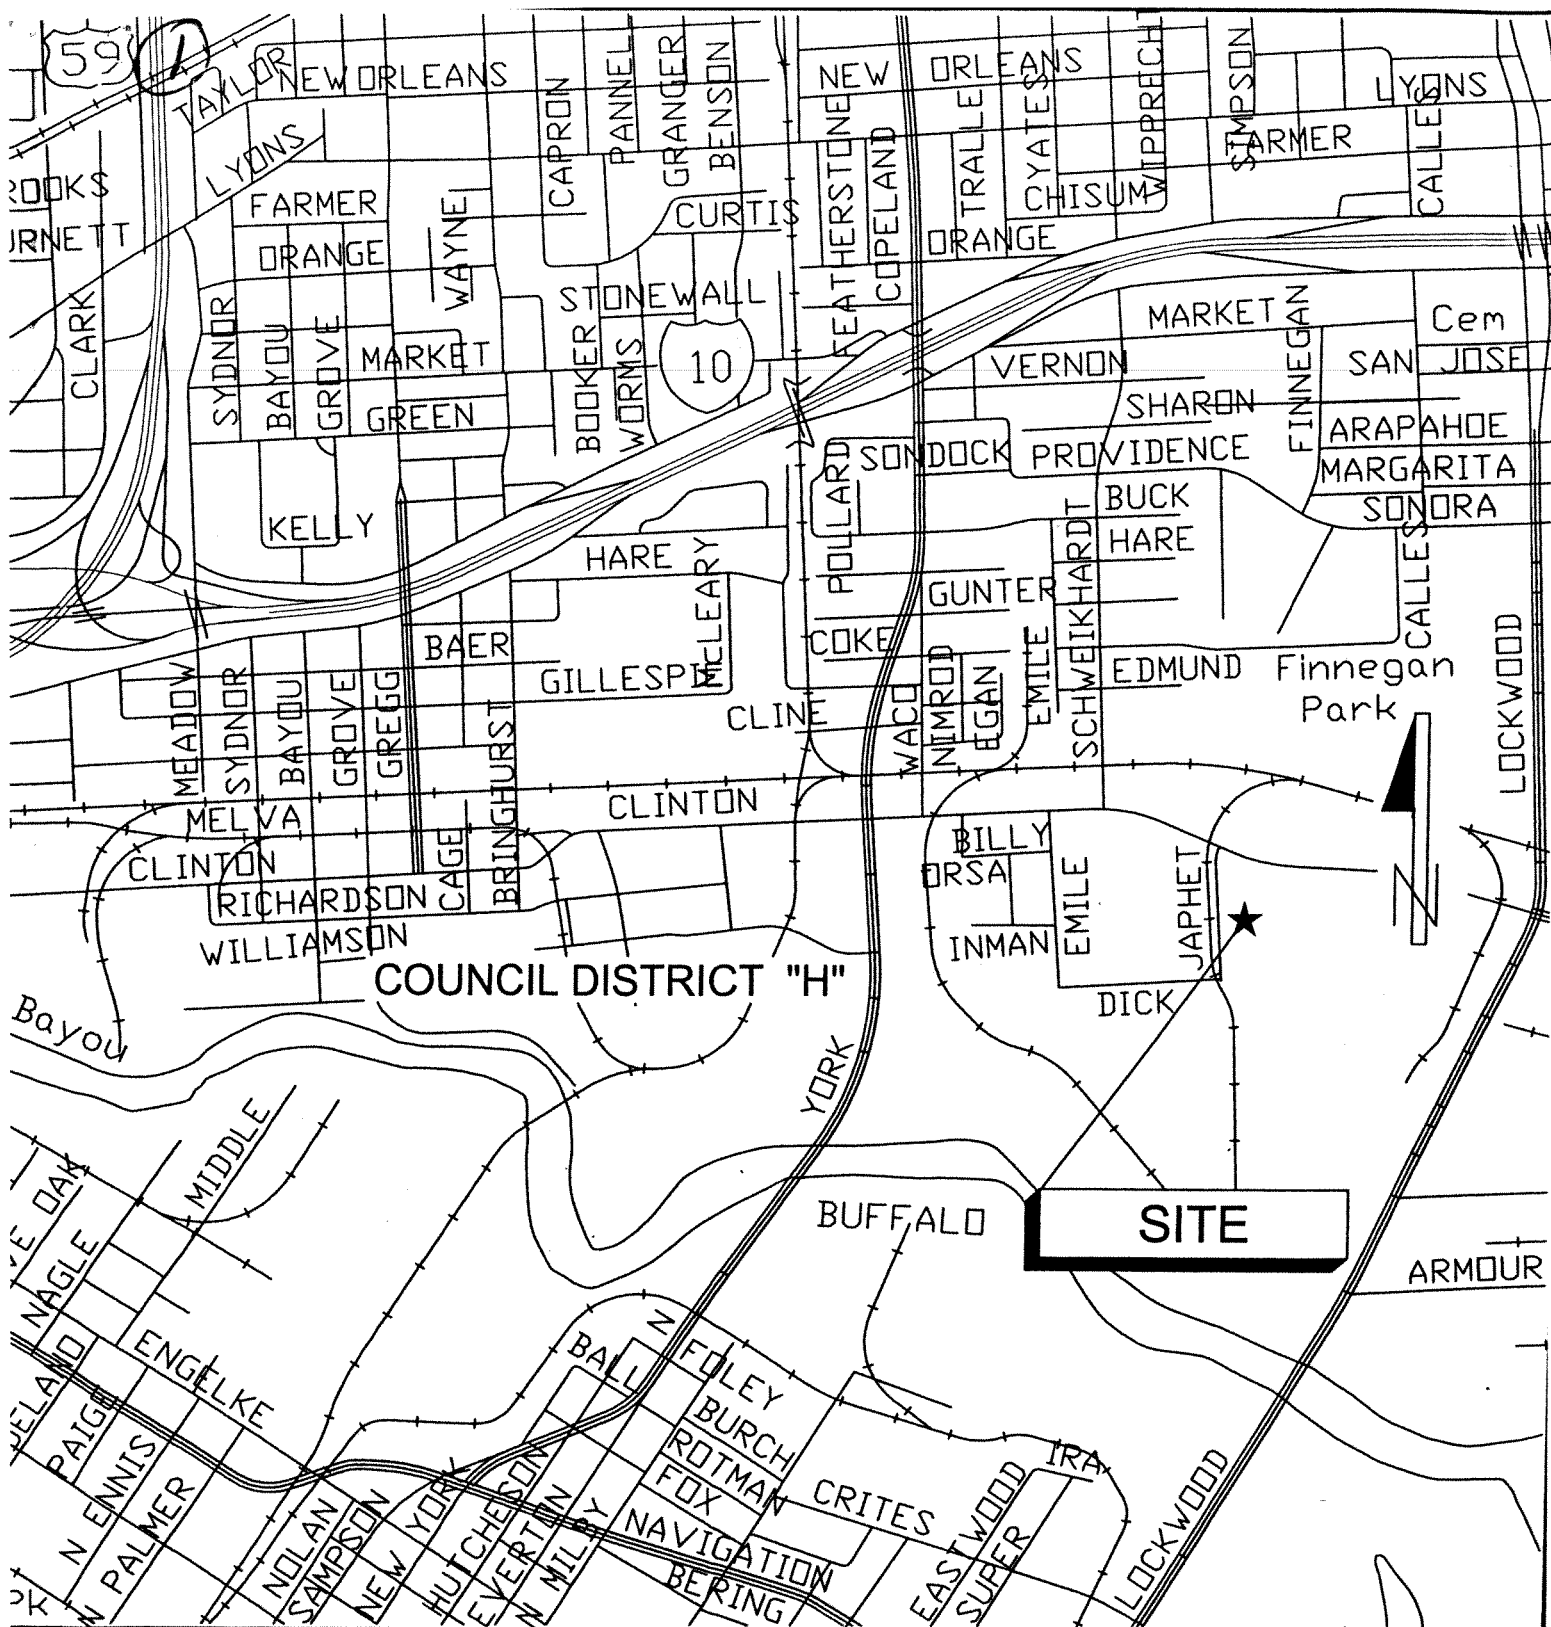 59
1
TAYLOR
NEW ORLEANS
CAPRON
PANNEL
GRANGER
BENSON
NEW ORLEANS
YATES
WIPPRECHT
SIMPSON
LYONS
LYONS
FEATHERSTONE
COPELAND
TRALLE
FARMER
CALLES
ROOKS
URNETT
FARMER
WAYNE
CURTIS
CHISUM
ORANGE
ORANGE
CLARK
SYDNOR
BAYOU
GROVE
STONEWALL
MARKET
FINNEGAN
Cem
MARKET
BOOKER
WORMS
10
VERNON
SAN JOSE
GREEN
SHARON
ARAPAHOE
POLLARD
SONDOCK
PROVIDENCE
MARGARITA
KELLY
BUCK
SONORA
HARE
McLEARY
SCHWEIKHARDT
HARE
CALLES
GUNTER
BAER
COKE
EMILE
LOCKWOOD
GILLESPIE
NIMROD
EGAN
EDMUND
Finnegan
Park
MEADOW
SYDNOR
BAYOU
GROVE
GREGG
BRINGHURST
CLINE
WACO
MELVA
CLINTON
CLINTON
CAGE
BILLY
ORSA
EMILE
JAPHET
N
RICHARDSON
WILLIAMSON
INMAN
COUNCIL DISTRICT "H"
DICK
Bayou
YORK
MIDDLE
OAK
BUFFALO
SITE
NAGLE
ARMOUR
ENGELKE
BALL
N
FOLEY
PAIGE
BURCH
ROTMAN
FOX
IRA
N ENNIS
N PALMER
CRITES
EASTWOOD
SUPER
LOCKWOOD
NOLAN
SAMPSON
NEW YORK
HUTCHESON
EVERTON
N MILBY
NAVIGATION
BERING